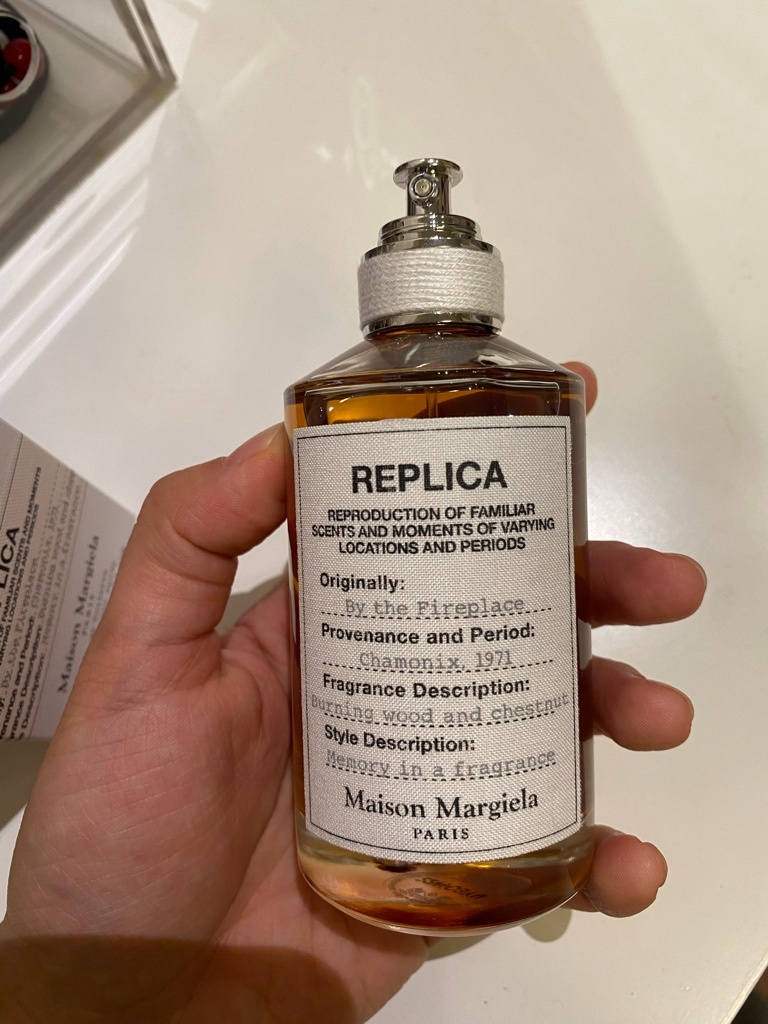 REPLICA
REPRODUCTION OF FAMILIAR
SCENTS AND MOMENTS OF VARYING
LOCATIONS AND PERIODS
Originally:
By the Fireplace
Provenance and Period:
Chamonix, 1971
Fragrance Description:
Burning wood and chestnut
Style Description:
Memory in a fragrance
Maison Margiela
PARIS
LICA
Maison Margiela